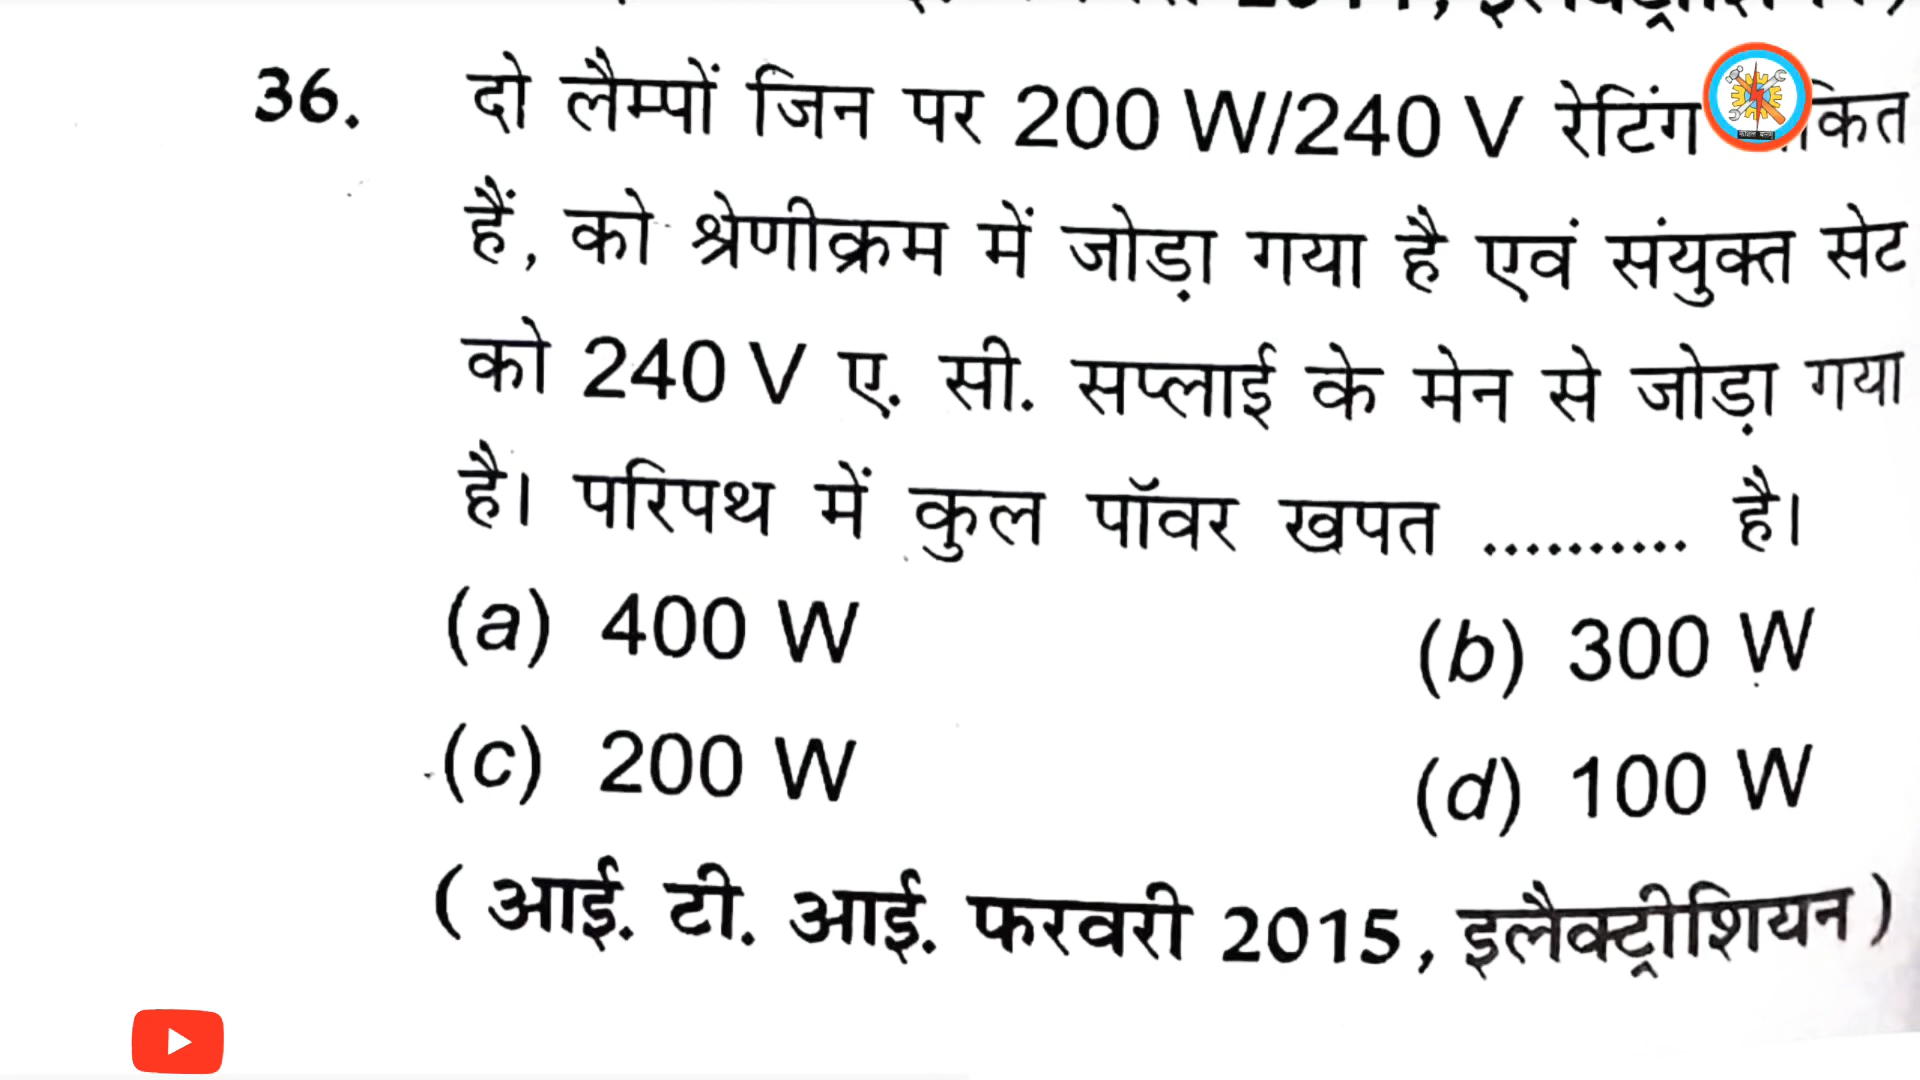 36. दो लैम्पों जिन पर 200 W/240 V रेटिंग
हैं, को श्रेणीक्रम में जोड़ा गया है एवं संयुक्त सेट
को 240 V ए. सी. सप्लाई के मेन से जोड़ा गया
है। परिपथ में कुल पॉवर खपत .......... है।
(a) 400 W (b) 300 W
(c) 200 W (d) 100 W
( आई. टी. आई. फरवरी 2015, इलैक्ट्रीशियन )